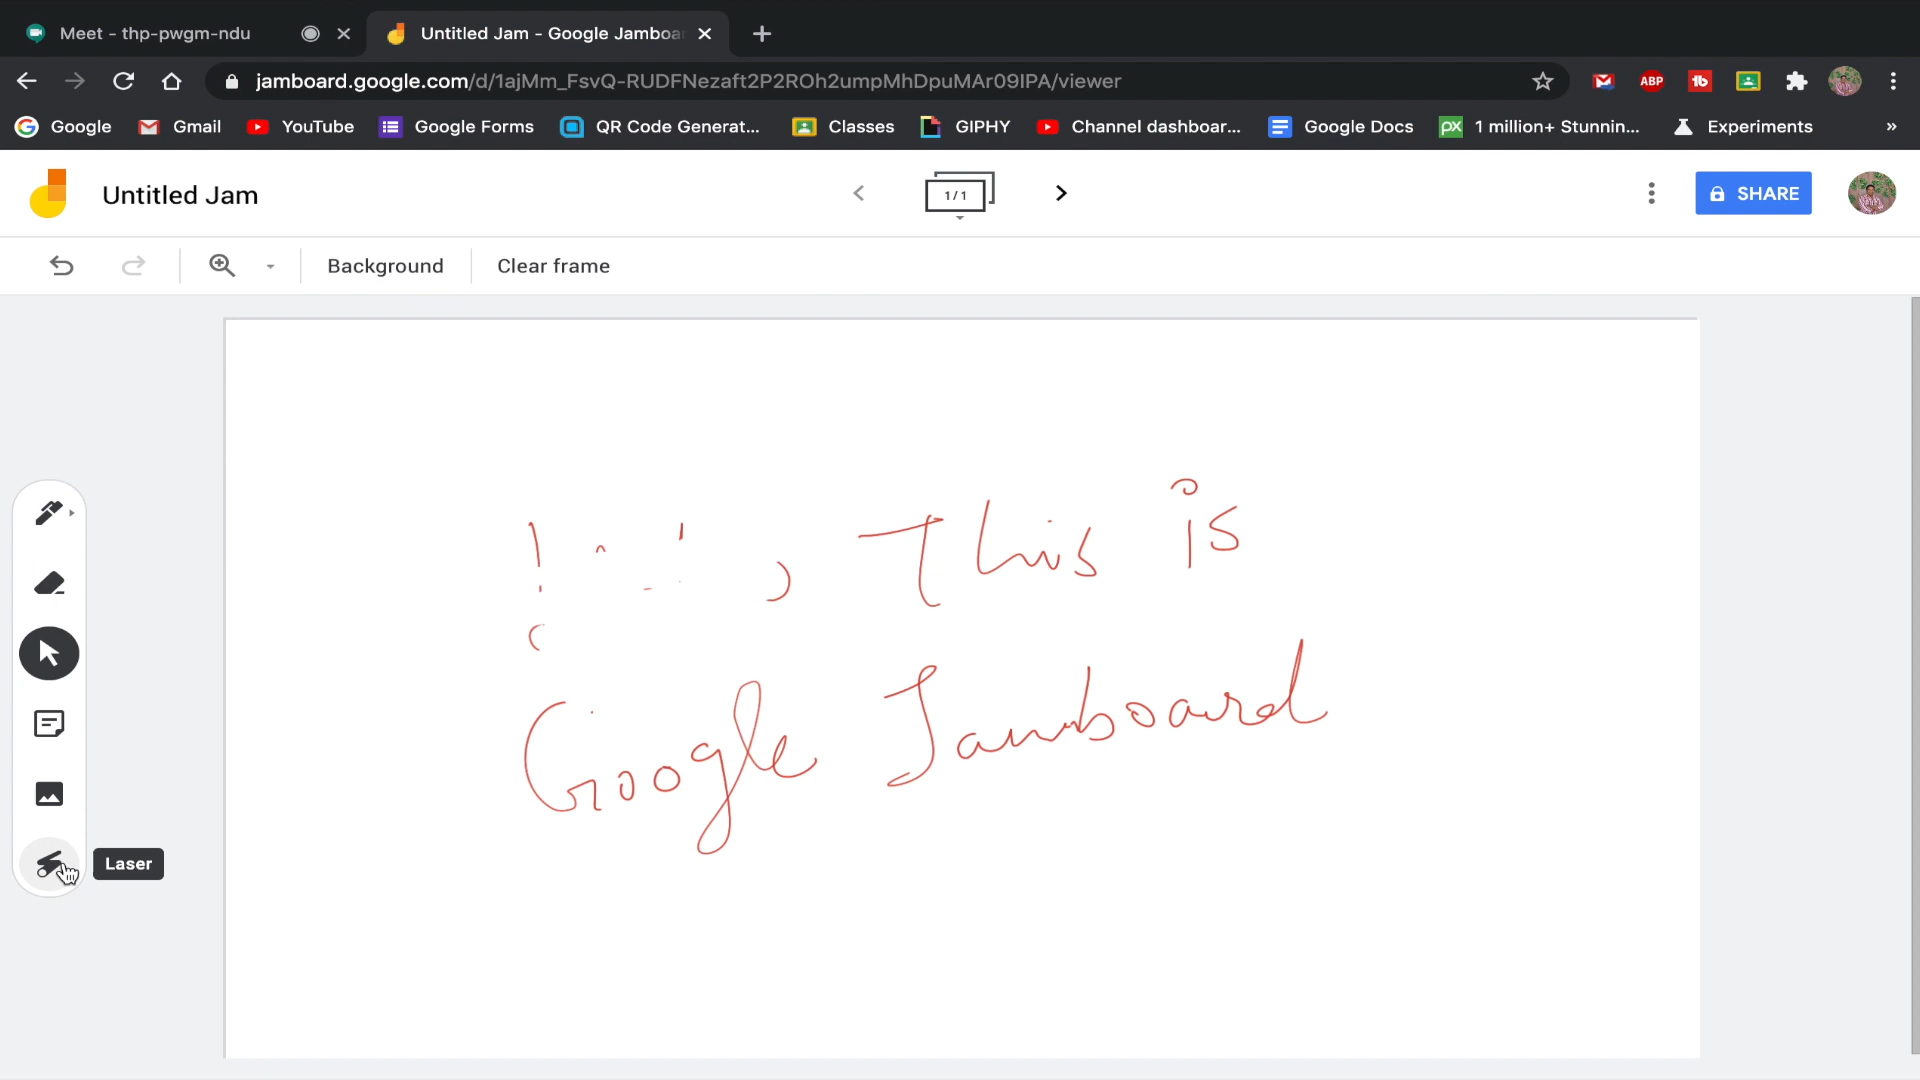 Meet - thp-pwgm-ndu
Untitled Jam - Google Jamboa
jamboard.google.com/d/1ajMm_FsvQ-RUDFNezaft2P2ROh2umpMhDpuMAr09IPA/viewer
ABP
Google Gmail YouTube Google Forms QR Code Generat... Classes GIPHY Channel dashboar... Google Docs px 1 million+ Stunnin... Experiments »
Untitled Jam 1/1 SHARE
Background Clear frame
, This is
Google Jamboard
Laser